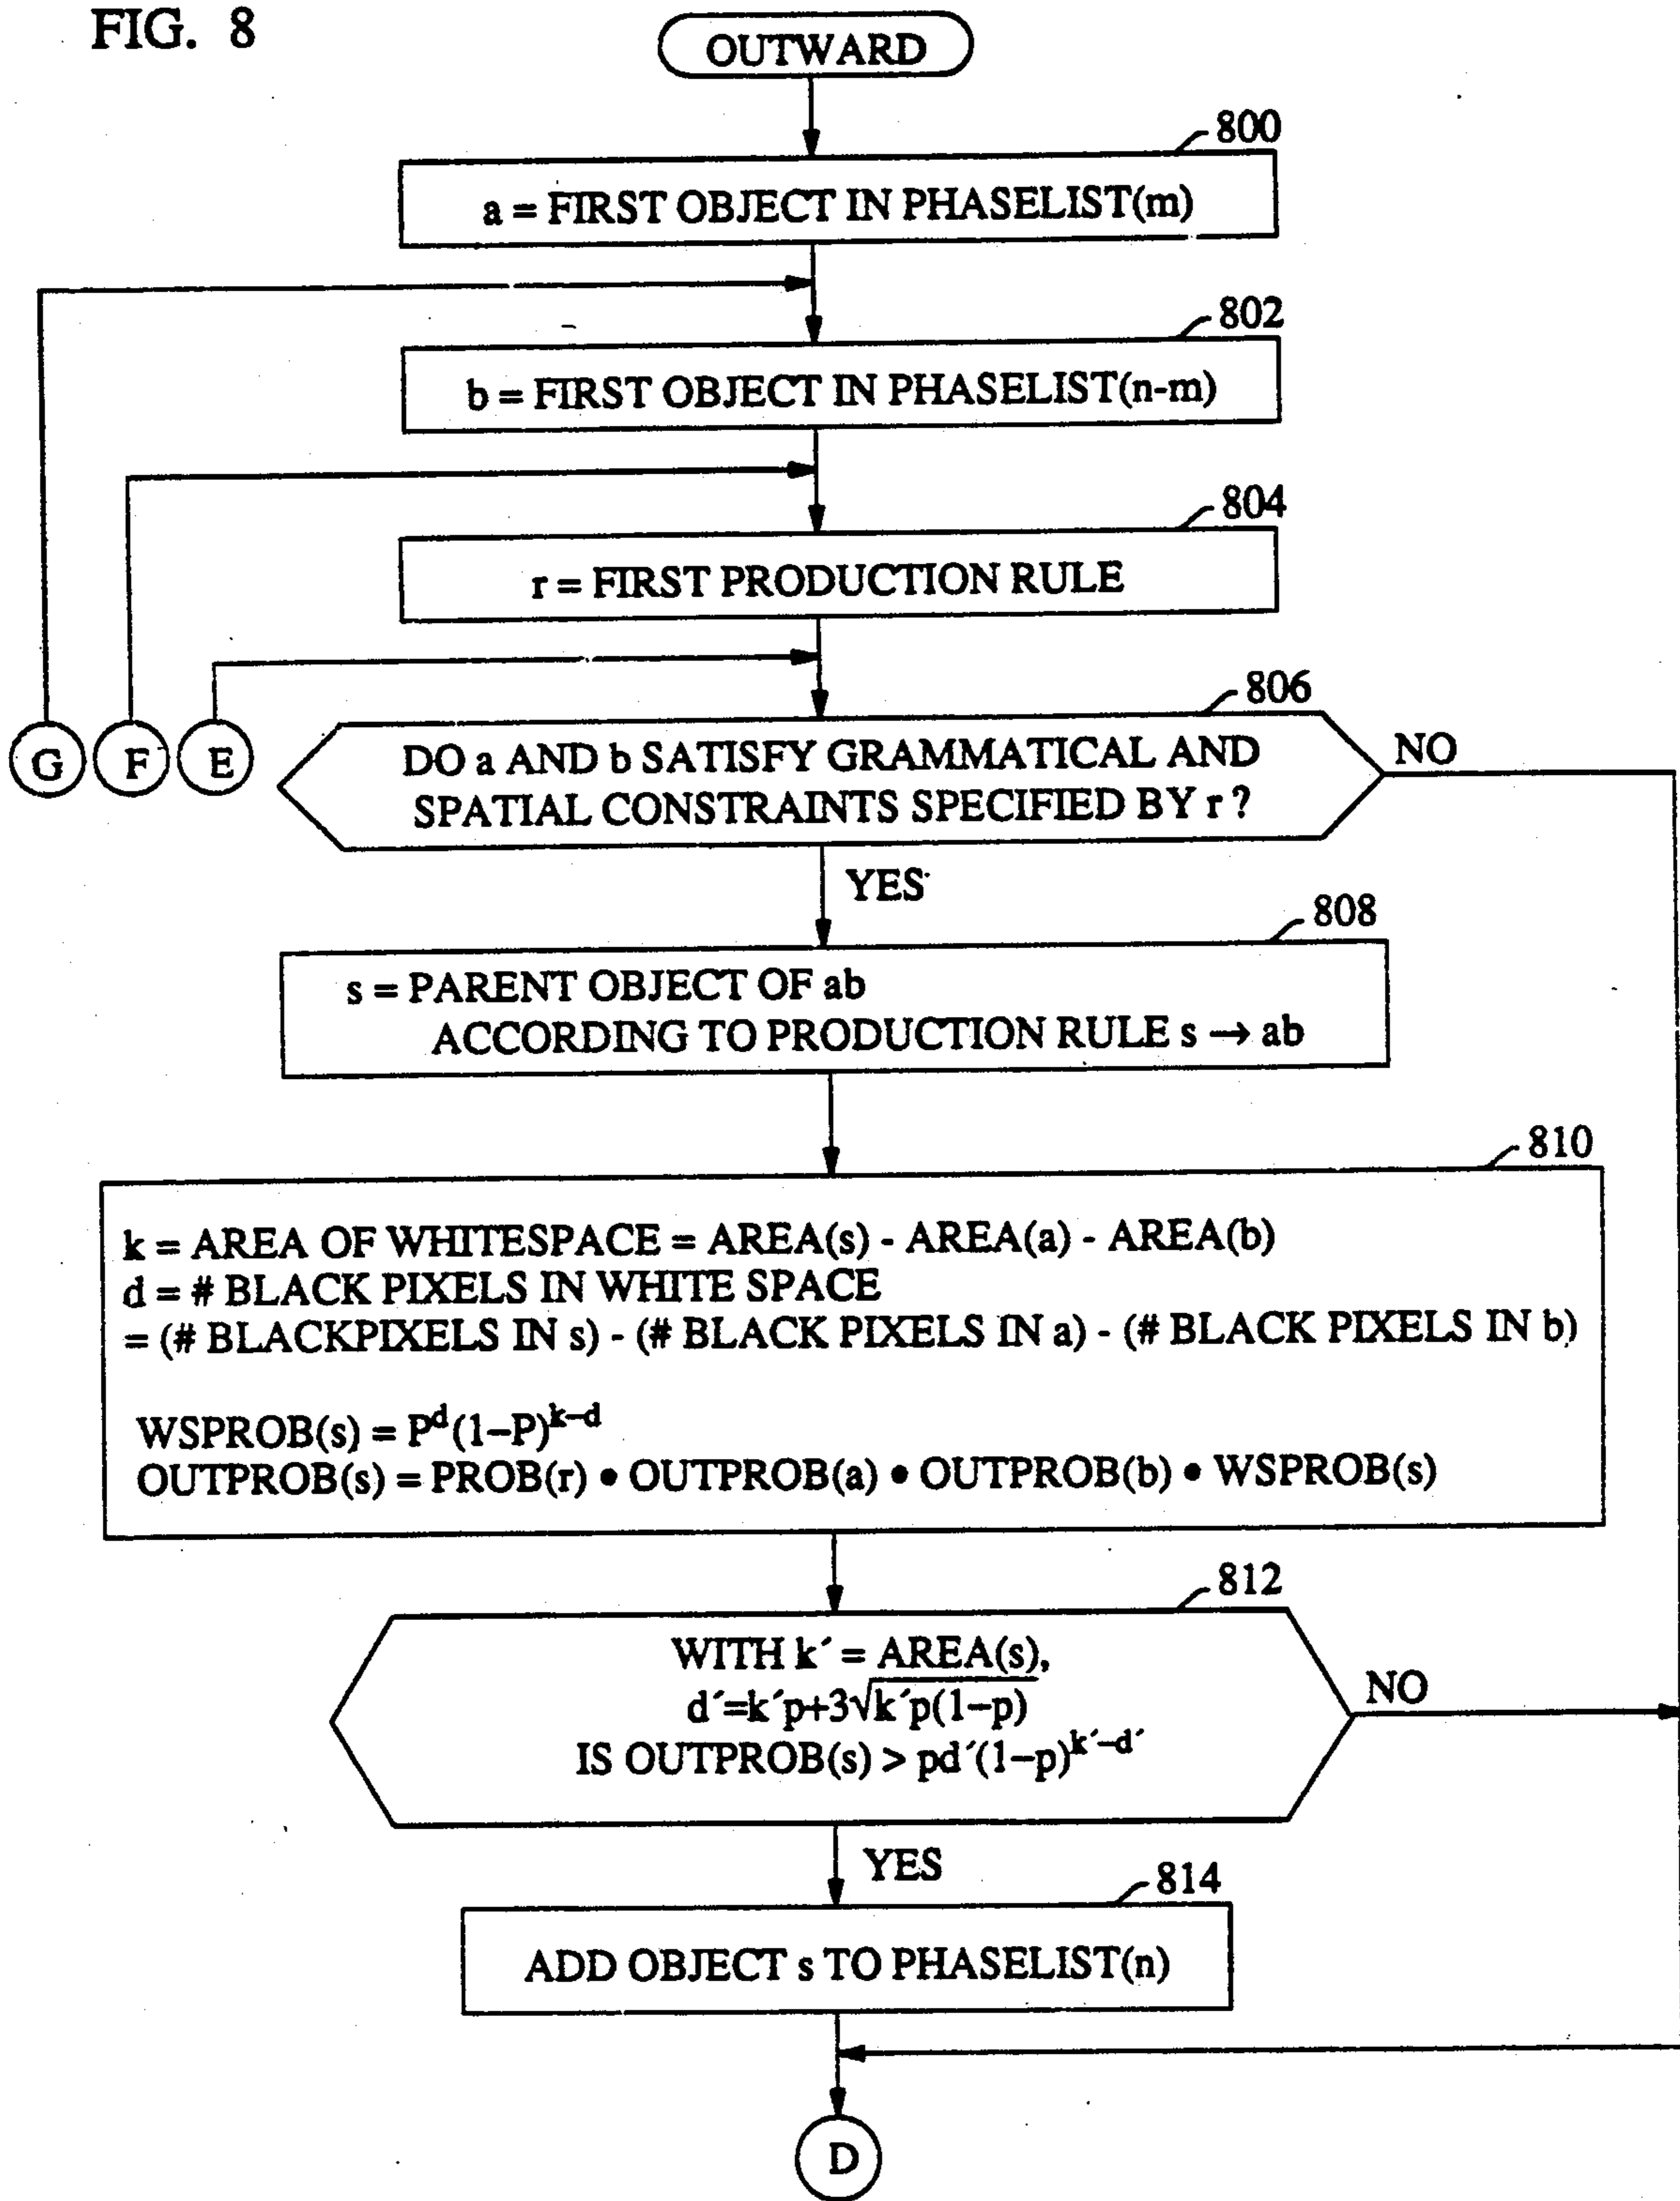 FIG. 8
OUTWARD
800
a = FIRST OBJECT IN PHASELIST(m)
802
b = FIRST OBJECT IN PHASELIST(n-m)
804
r = FIRST PRODUCTION RULE
806
G F E
DO a AND b SATISFY GRAMMATICAL AND
SPATIAL CONSTRAINTS SPECIFIED BY r ?
NO
YES
808
s = PARENT OBJECT OF ab
ACCORDING TO PRODUCTION RULE s → ab
810
k = AREA OF WHITESPACE = AREA(s) - AREA(a) - AREA(b)
d = # BLACK PIXELS IN WHITE SPACE
= (# BLACKPIXELS IN s) - (# BLACK PIXELS IN a) - (# BLACK PIXELS IN b)
WSPROB(s) = P^d(1–P)^{k–d}
OUTPROB(s) = PROB(r) • OUTPROB(a) • OUTPROB(b) • WSPROB(s)
812
WITH k´ = AREA(s),
d´=k´p+3√k´p(1–p)
IS OUTPROB(s) > pd´(1–p)^{k´–d´}
NO
YES
814
ADD OBJECT s TO PHASELIST(n)
D